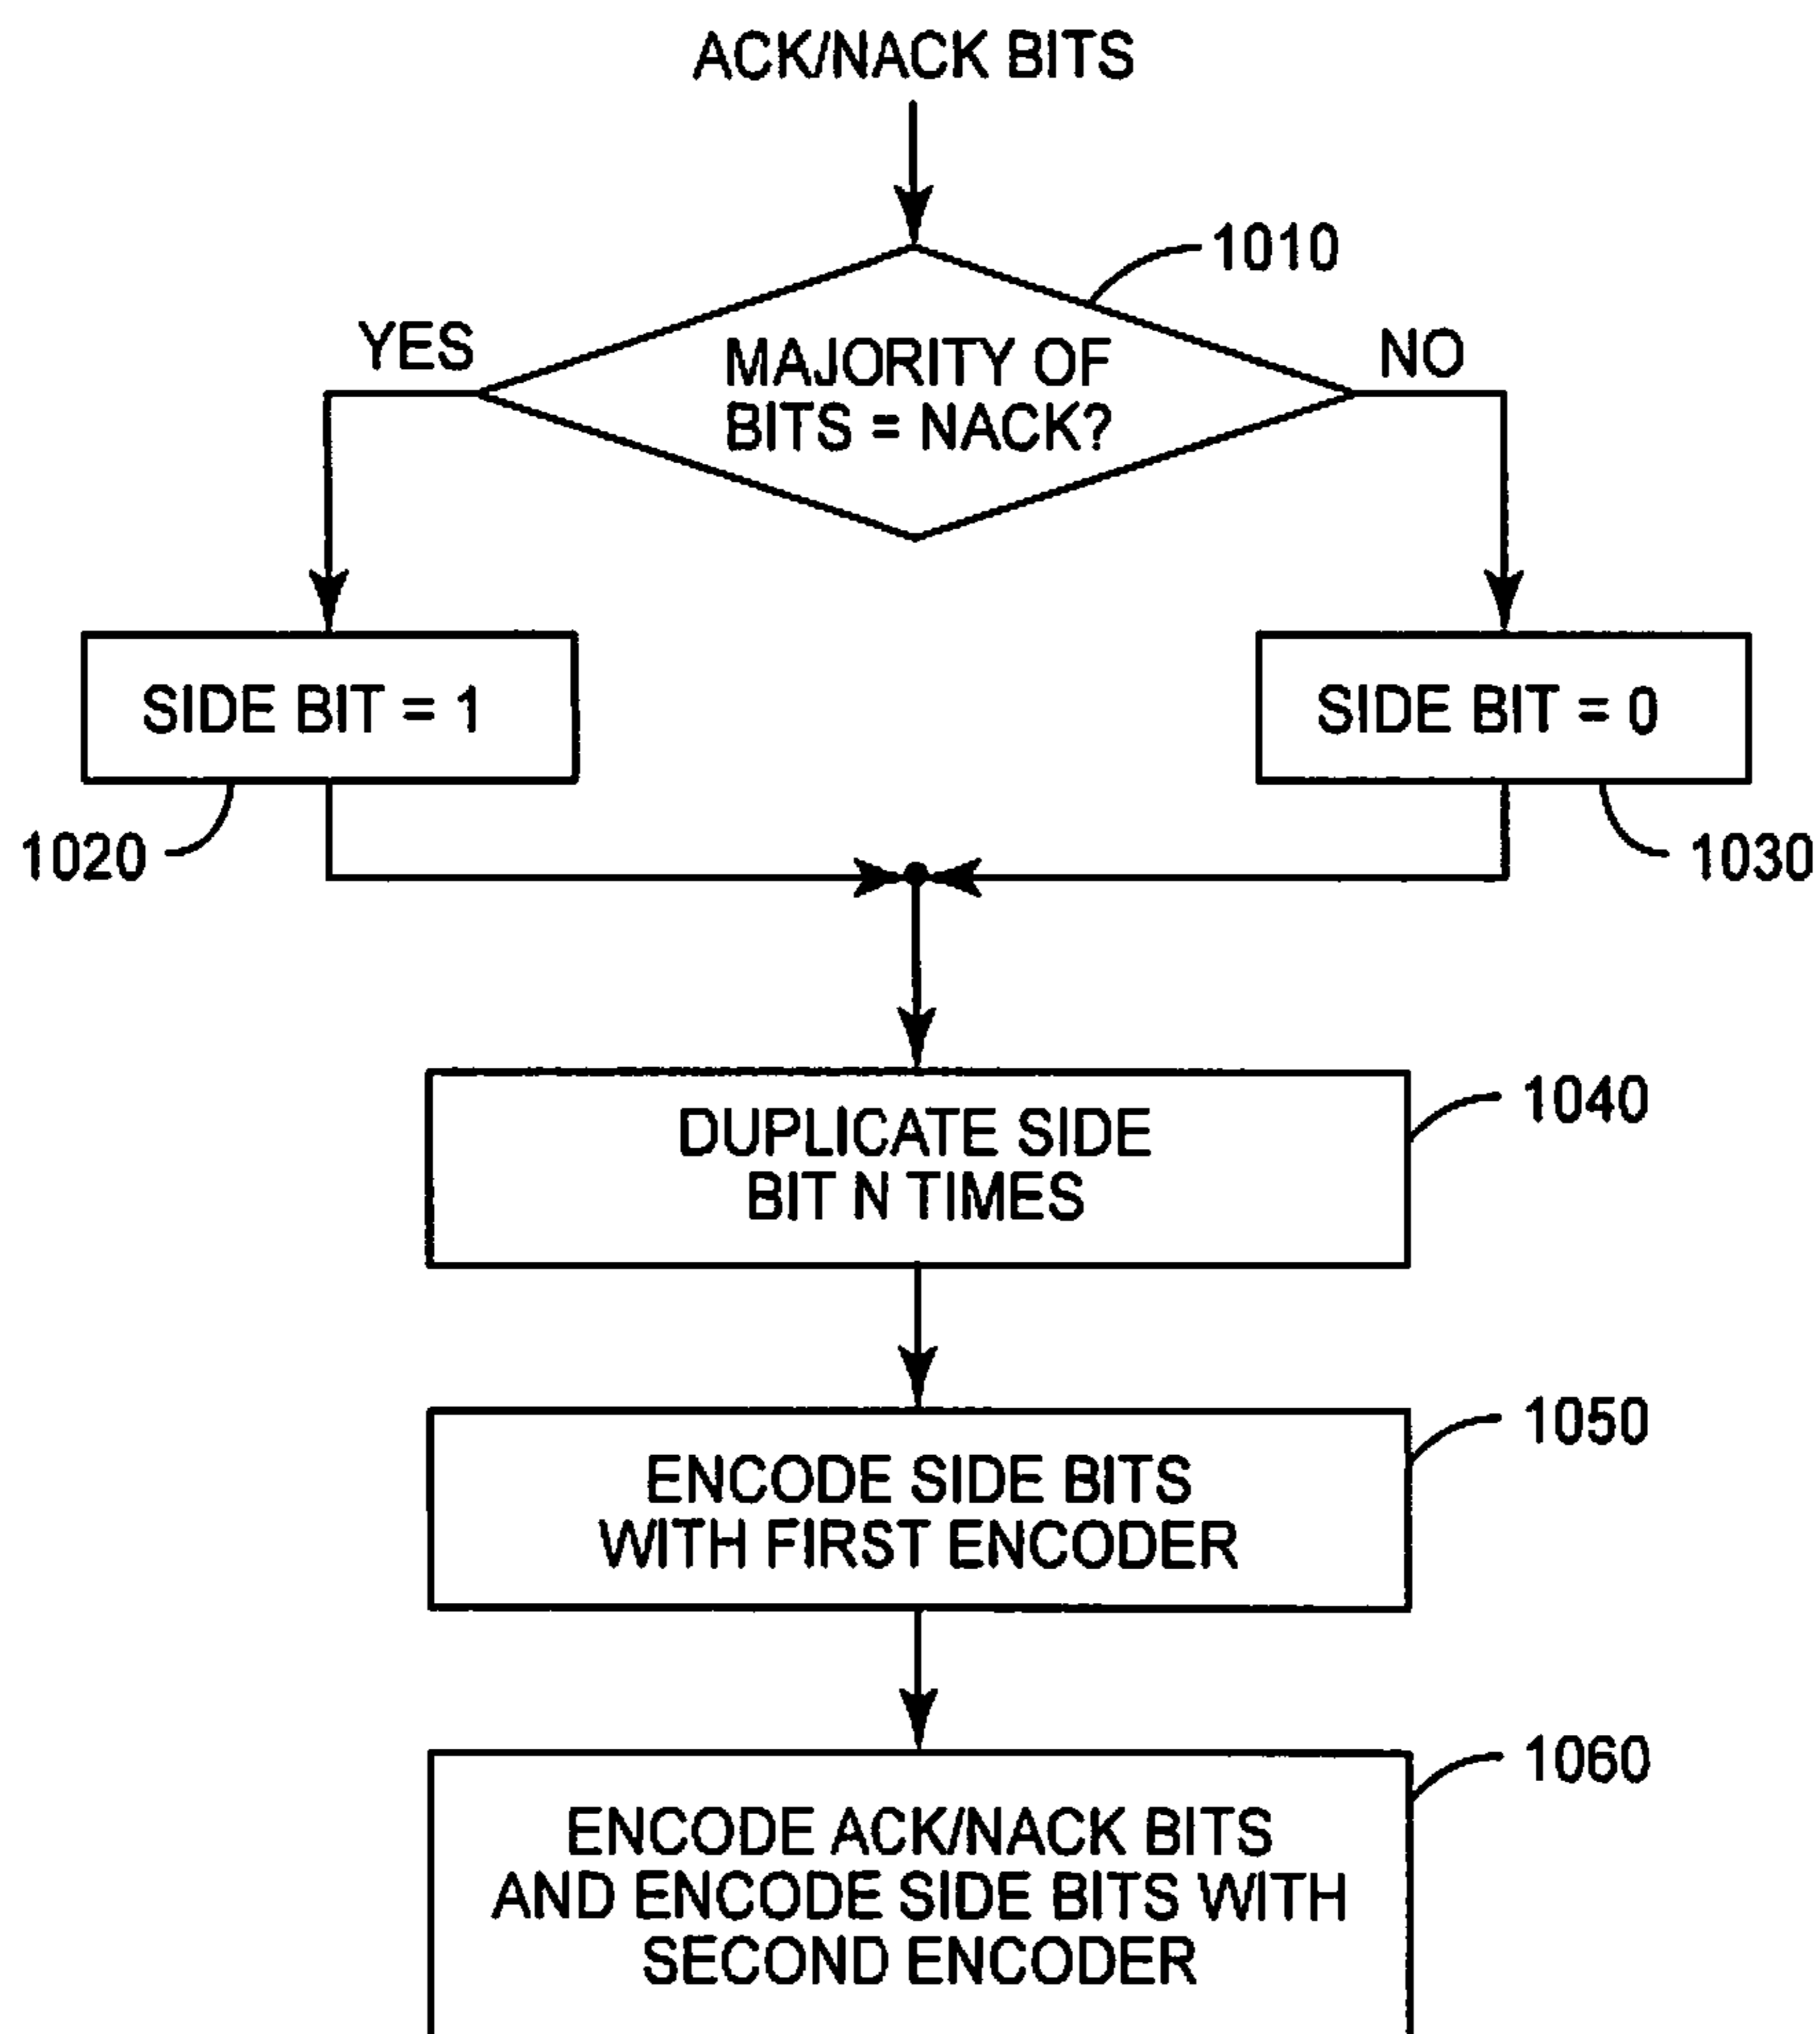 ACK/NACK BITS
1010
YES
NO
MAJORITY OF
BITS = NACK?
SIDE BIT = 1
SIDE BIT = 0
1020
1030
DUPLICATE SIDE
BIT N TIMES
1040
ENCODE SIDE BITS
WITH FIRST ENCODER
1050
ENCODE ACK/NACK BITS
AND ENCODE SIDE BITS WITH
SECOND ENCODER
1060